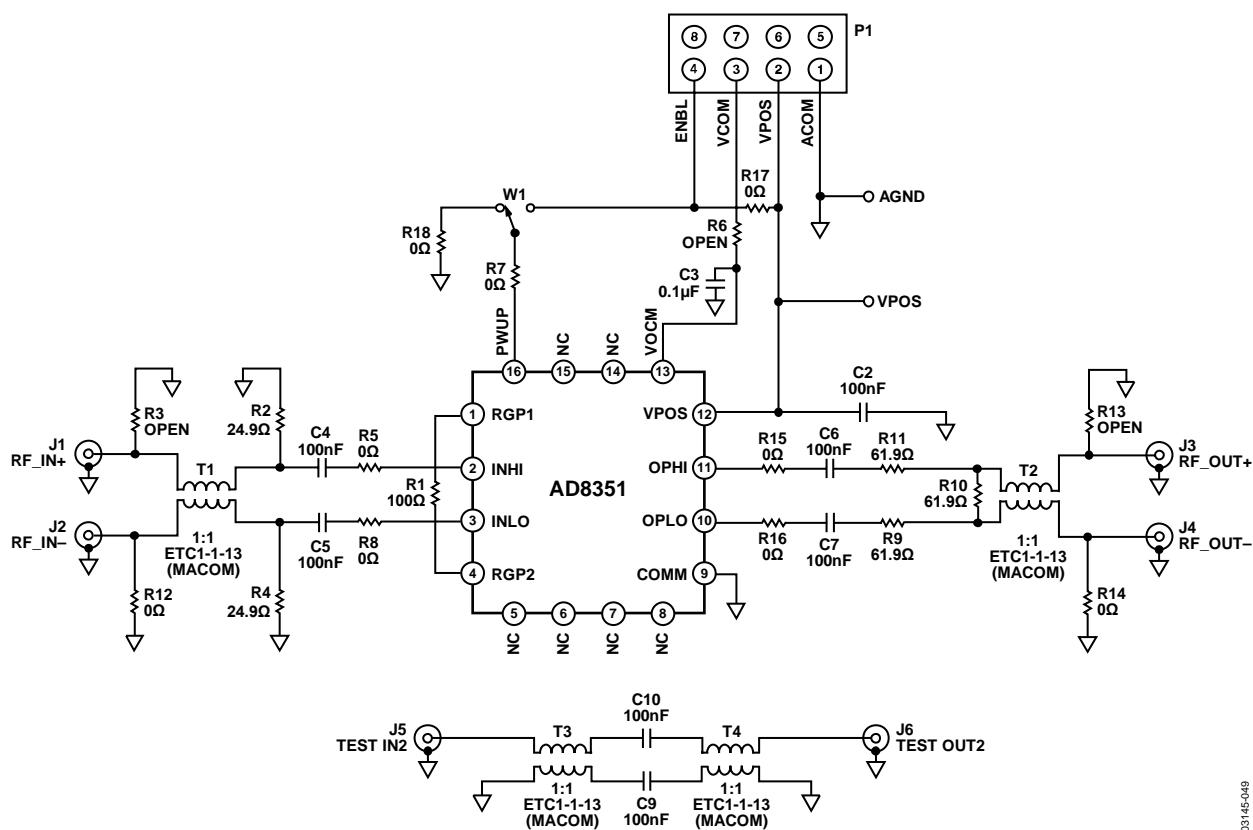 8 7 6 5 P1
4 3 2 1
ENBL
VCOM
VPOS
ACOM
R17
0Ω
AGND
W1
R18
0Ω
R6
OPEN
R7
0Ω
C3
0.1µF
VPOS
PWUP
NC
NC
VOCM
16 15 14 13
C2
100nF
J1
RF_IN+
R3
OPEN
R2
24.9Ω
C4
100nF
R5
0Ω
T1
1 RGP1
2 INHI
R1
100Ω
3 INLO
4 RGP2
AD8351
VPOS 12
OPHI 11
OPLO 10
COMM 9
R15
0Ω
C6
100nF
R11
61.9Ω
R10
61.9Ω
T2
R13
OPEN
J3
RF_OUT+
J2
RF_IN–
1:1
ETC1-1-13
(MACOM)
C5
100nF
R8
0Ω
R12
0Ω
R4
24.9Ω
R16
0Ω
C7
100nF
R9
61.9Ω
1:1
ETC1-1-13
(MACOM)
J4
RF_OUT–
R14
0Ω
5 6 7 8
NC
NC
NC
NC
J5
TEST IN2
T3
C10
100nF
T4
J6
TEST OUT2
1:1
ETC1-1-13
(MACOM)
C9
100nF
1:1
ETC1-1-13
(MACOM)
03145-049